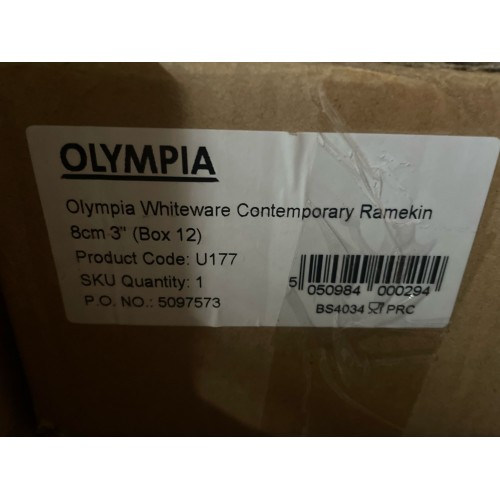 OLYMPIA
Olympia Whiteware Contemporary Ramekin
8cm 3" (Box 12)
Product Code: U177
SKU Quantity: 1
P.O. NO.: 5097573
5 050984 000294
BS4034 PRC